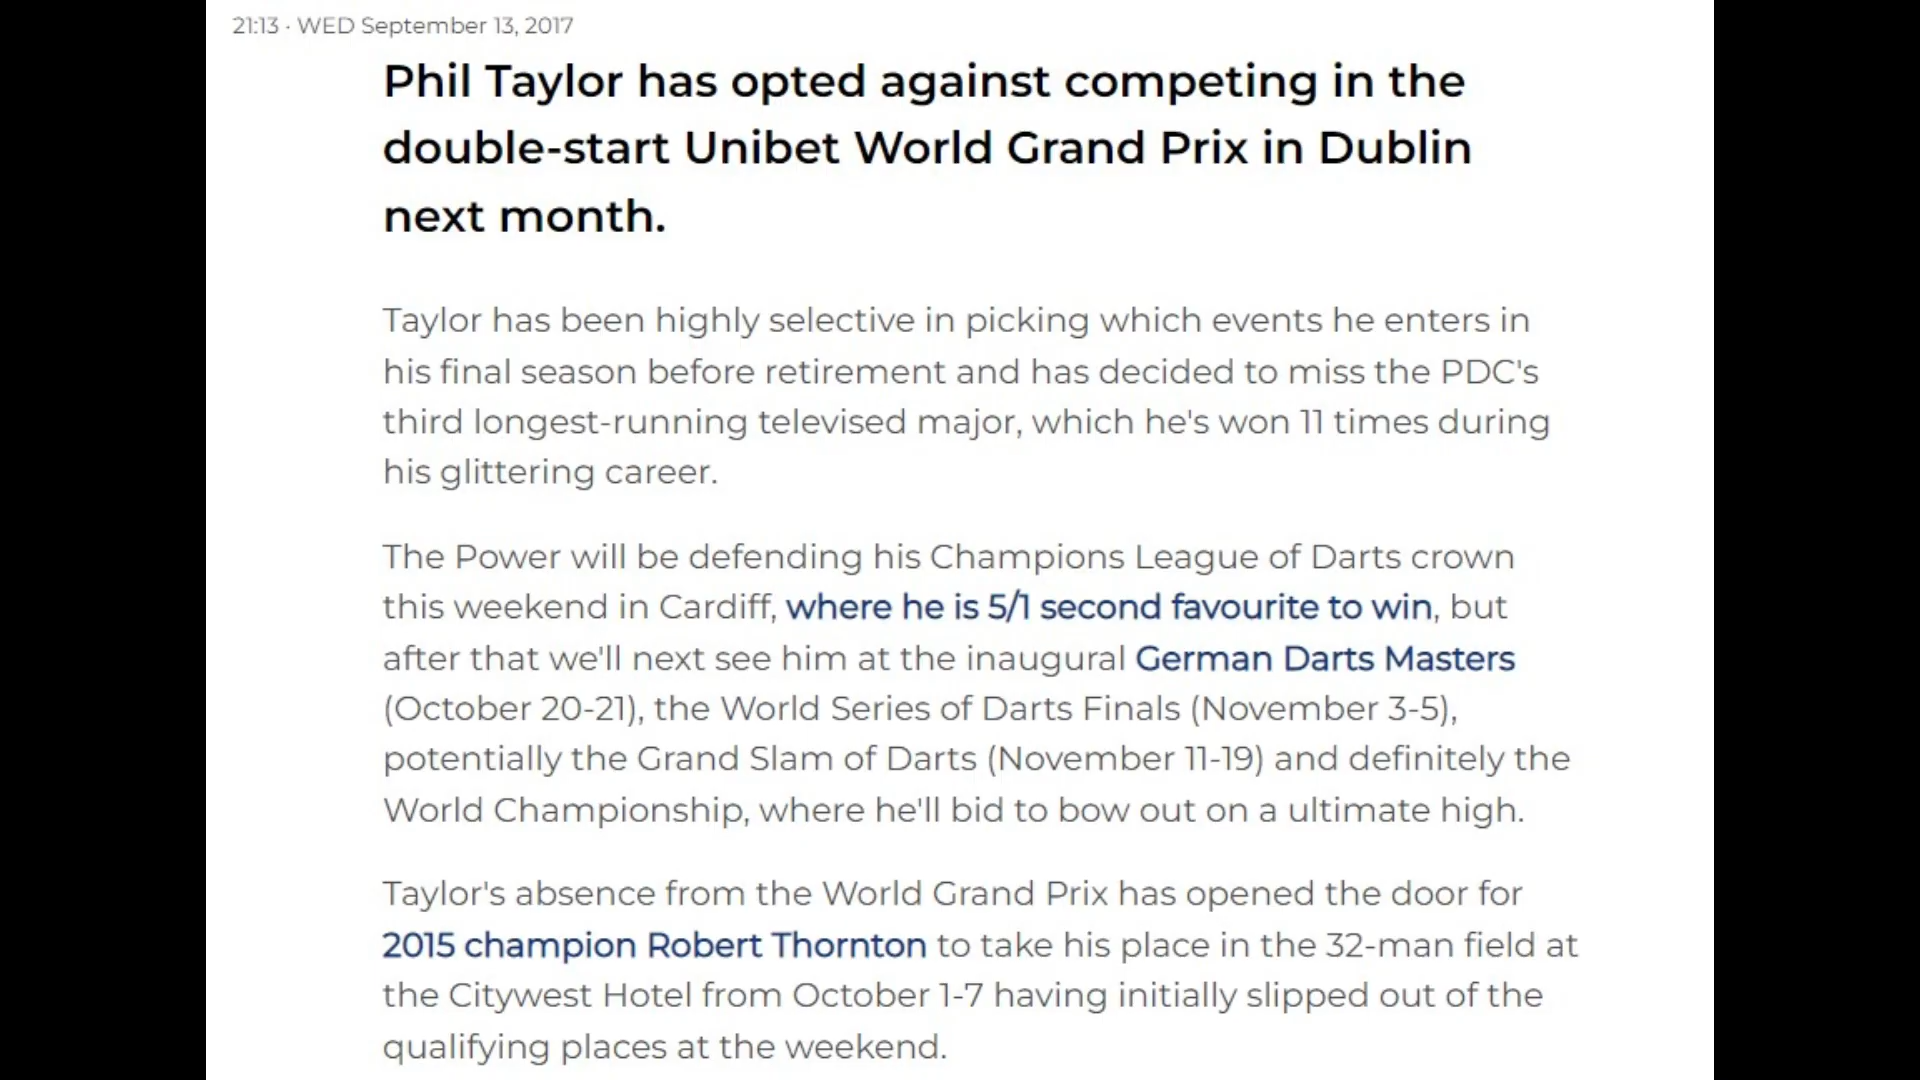 21:13 · WED September 13, 2017
Phil Taylor has opted against competing in the
double-start Unibet World Grand Prix in Dublin
next month.
Taylor has been highly selective in picking which events he enters in
his final season before retirement and has decided to miss the PDC's
third longest-running televised major, which he's won 11 times during
his glittering career.
The Power will be defending his Champions League of Darts crown
this weekend in Cardiff, where he is 5/1 second favourite to win, but
after that we'll next see him at the inaugural German Darts Masters
(October 20-21), the World Series of Darts Finals (November 3-5),
potentially the Grand Slam of Darts (November 11-19) and definitely the
World Championship, where he'll bid to bow out on a ultimate high.
Taylor's absence from the World Grand Prix has opened the door for
2015 champion Robert Thornton to take his place in the 32-man field at
the Citywest Hotel from October 1-7 having initially slipped out of the
qualifying places at the weekend.